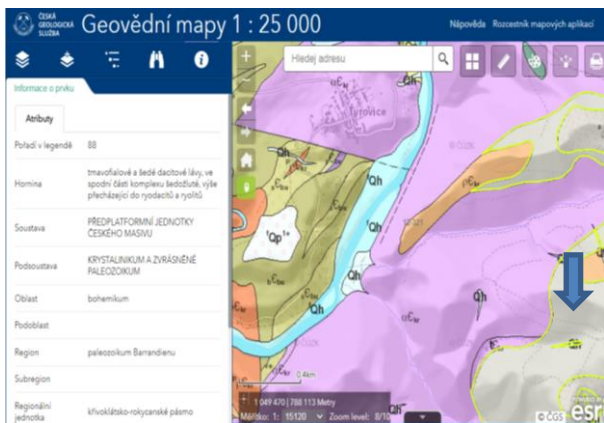 ČESKÁ
GEOLOGICKÁ
SLUŽBA
Geovědní mapy 1 : 25 000
Nápověda Rozcestník mapových aplikací
Hledej adresu
Informace o prvku
Atributy
Pořadí v legendě 88
Hornina
tmavofialové a šedé dacitové lávy, ve
spodní části komplexu šedožluté, výše
přecházející do ryodacitů a ryolitů
Soustava
PŘEDPLATFORMNÍ JEDNOTKY
ČESKÉHO MASIVU
Podsoustava
KRYSTALINIKUM A ZVRÁSNĚNÉ
PALEOZOIKUM
Oblast bohemikum
Podoblast
Region paleozoikum Barrandienu
Subregion
Regionální
jednotka
křivoklátsko-rokycanské pásmo
Týřovice
Qh
Qh
Qh
Qp
Qh
Qh
Qh
Qh
0.4km
1 049 470 | 788 113 Metry
Měřítko: 1: 15120 Zoom level: 8/10
© ČGS
esri